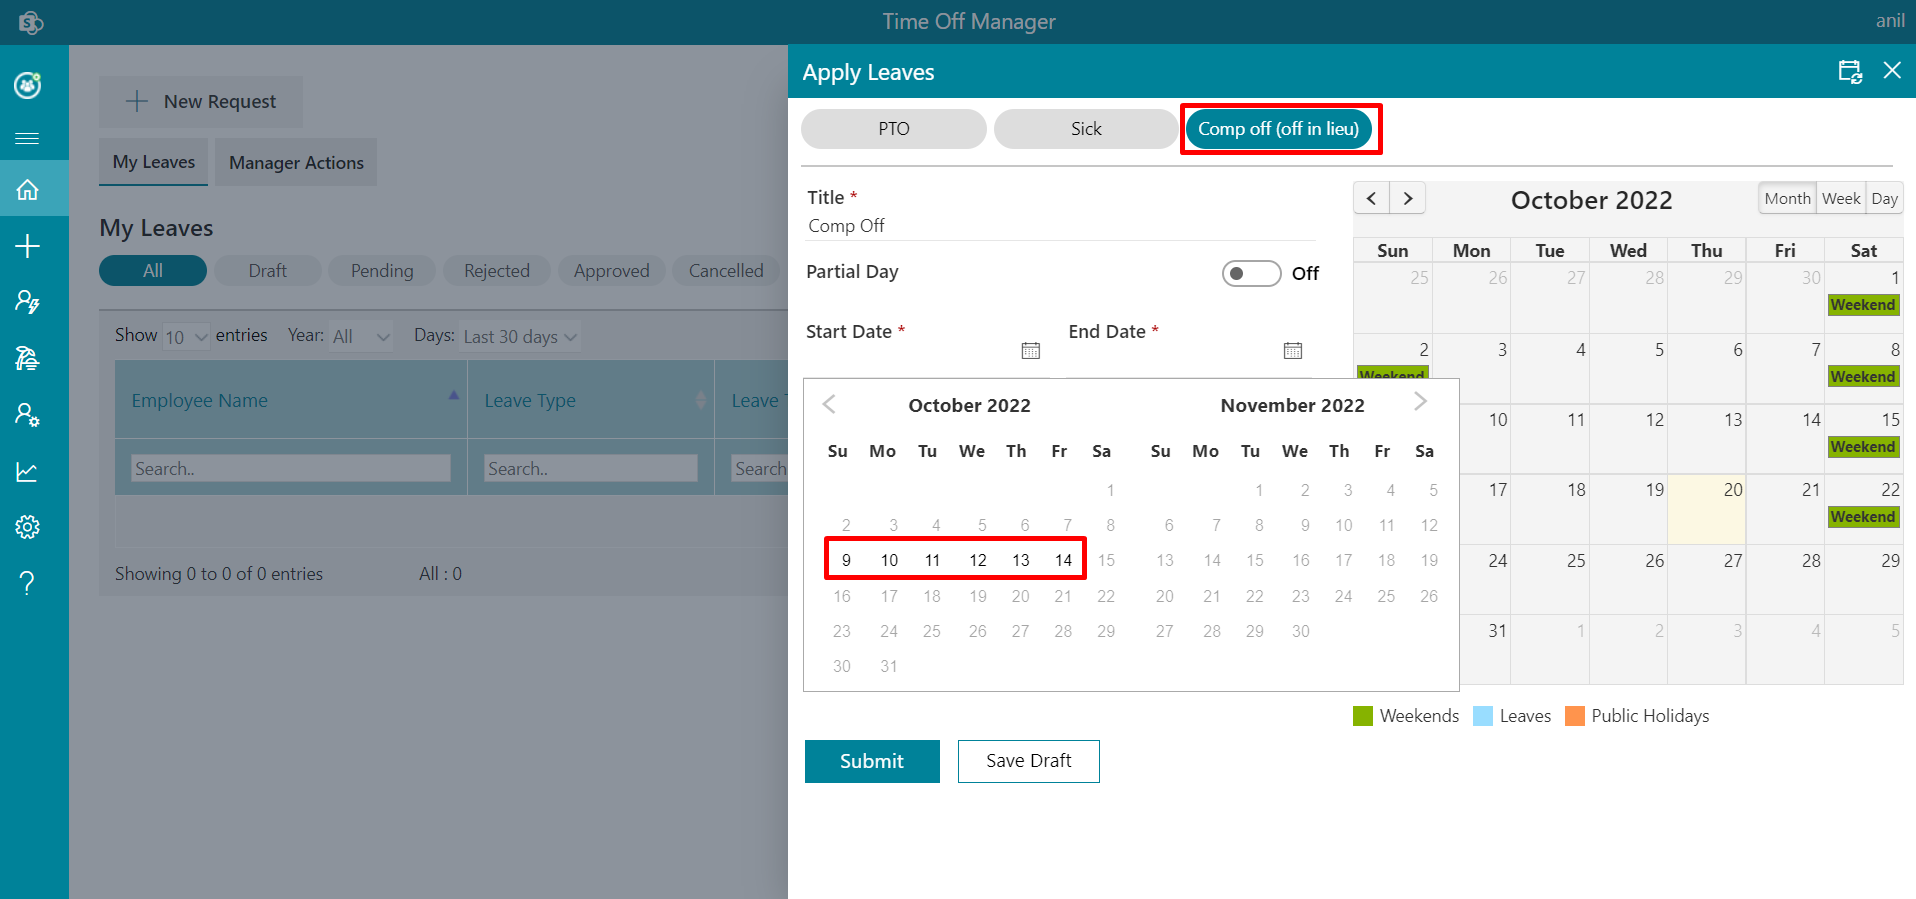 Time Off Manager
anil
New Request
My Leaves
Manager Actions
My Leaves
All Draft Pending Rejected Approved Cancelled
Show 10 entries Year: All Days: Last 30 days
Employee Name Leave Type Leave
Search.. Search.. Search
Showing 0 to 0 of 0 entries All : 0
Apply Leaves
PTO Sick Comp off (off in lieu)
Title *
Comp Off
Partial Day Off
Start Date * End Date *
October 2022
Su Mo Tu We Th Fr Sa
1
2 3 4 5 6 7 8
9 10 11 12 13 14 15
16 17 18 19 20 21 22
23 24 25 26 27 28 29
30 31
November 2022
Su Mo Tu We Th Fr Sa
1 2 3 4 5
6 7 8 9 10 11 12
13 14 15 16 17 18 19
20 21 22 23 24 25 26
27 28 29 30
Submit Save Draft
October 2022
Month Week Day
Sun Mon Tue Wed Thu Fri Sat
25 26 27 28 29 30 1
Weekend
2 3 4 5 6 7 8
Weekend Weekend
10 11 12 13 14 15
Weekend
17 18 19 20 21 22
Weekend
24 25 26 27 28 29
31 1 2 3 4 5
Weekends Leaves Public Holidays